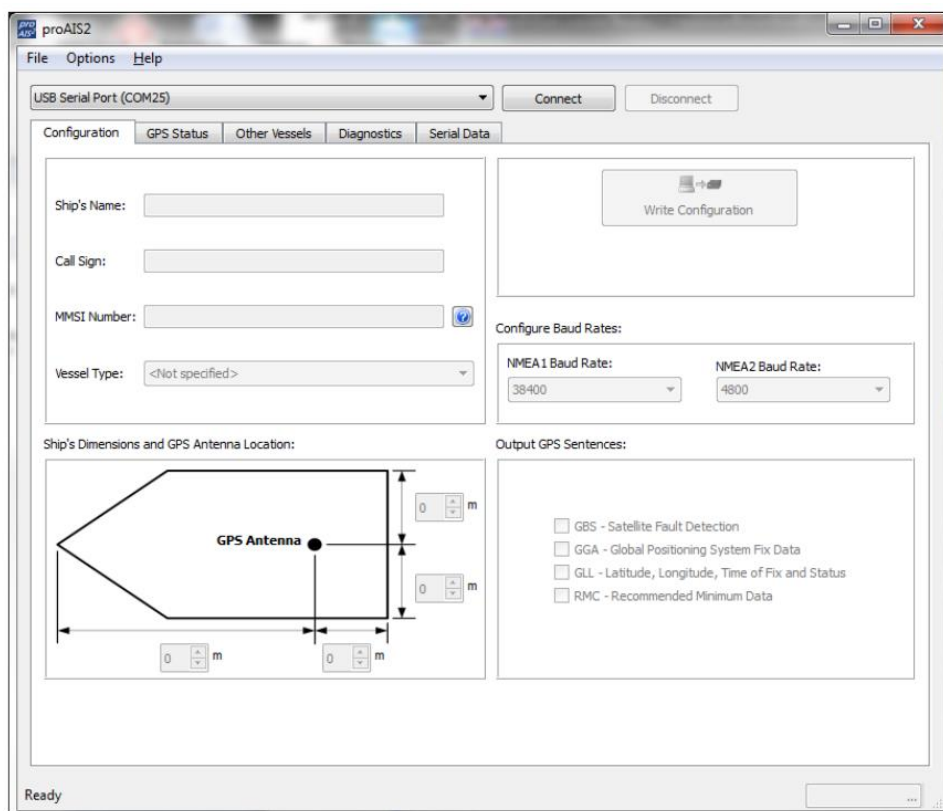 pro AIS2
proAIS2
File Options Help
USB Serial Port (COM25)
Connect
Disconnect
Configuration
GPS Status
Other Vessels
Diagnostics
Serial Data
Ship's Name:
Call Sign:
MMSI Number:
?
Vessel Type:
<Not specified>
Write Configuration
Configure Baud Rates:
NMEA1 Baud Rate:
38400
NMEA2 Baud Rate:
4800
Ship's Dimensions and GPS Antenna Location:
GPS Antenna
0 m
0 m
0 m
0 m
Output GPS Sentences:
GBS - Satellite Fault Detection
GGA - Global Positioning System Fix Data
GLL - Latitude, Longitude, Time of Fix and Status
RMC - Recommended Minimum Data
Ready
...